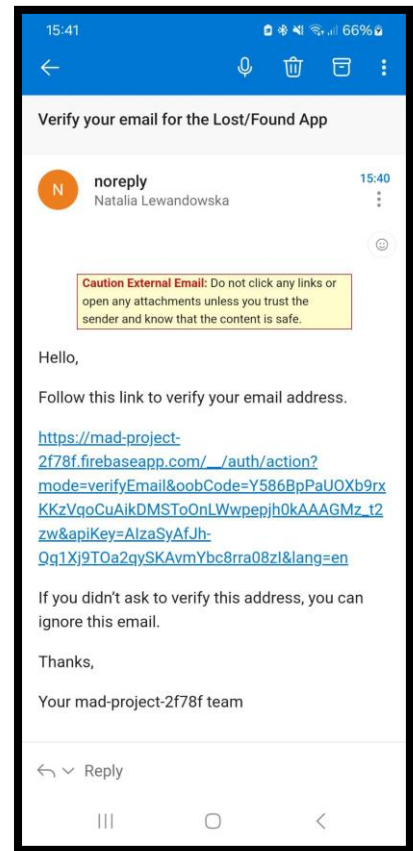 15:41 66%
Verify your email for the Lost/Found App
N noreply 15:40
Natalia Lewandowska
Caution External Email: Do not click any links or
open any attachments unless you trust the
sender and know that the content is safe.
Hello,
Follow this link to verify your email address.
https://mad-project-
2f78f.firebaseapp.com/__/auth/action?
mode=verifyEmail&oobCode=Y586BpPaUOXb9rx
KKzVqoCuAikDMSToOnLWwpepjh0kAAAGMz_t2
zw&apiKey=AIzaSyAfJh-
Qq1Xj9TOa2qySKAvmYbc8rra08zI&lang=en
If you didn’t ask to verify this address, you can
ignore this email.
Thanks,
Your mad-project-2f78f team
Reply